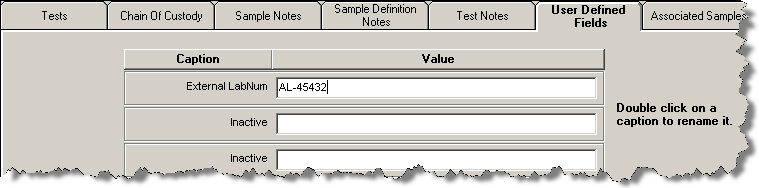 Tests
Chain Of Custody
Sample Notes
Sample Definition
Notes
Test Notes
User Defined
Fields
Associated Samples
Caption Value
External LabNum AL-45432
Inactive
Inactive
Double click on a
caption to rename it.